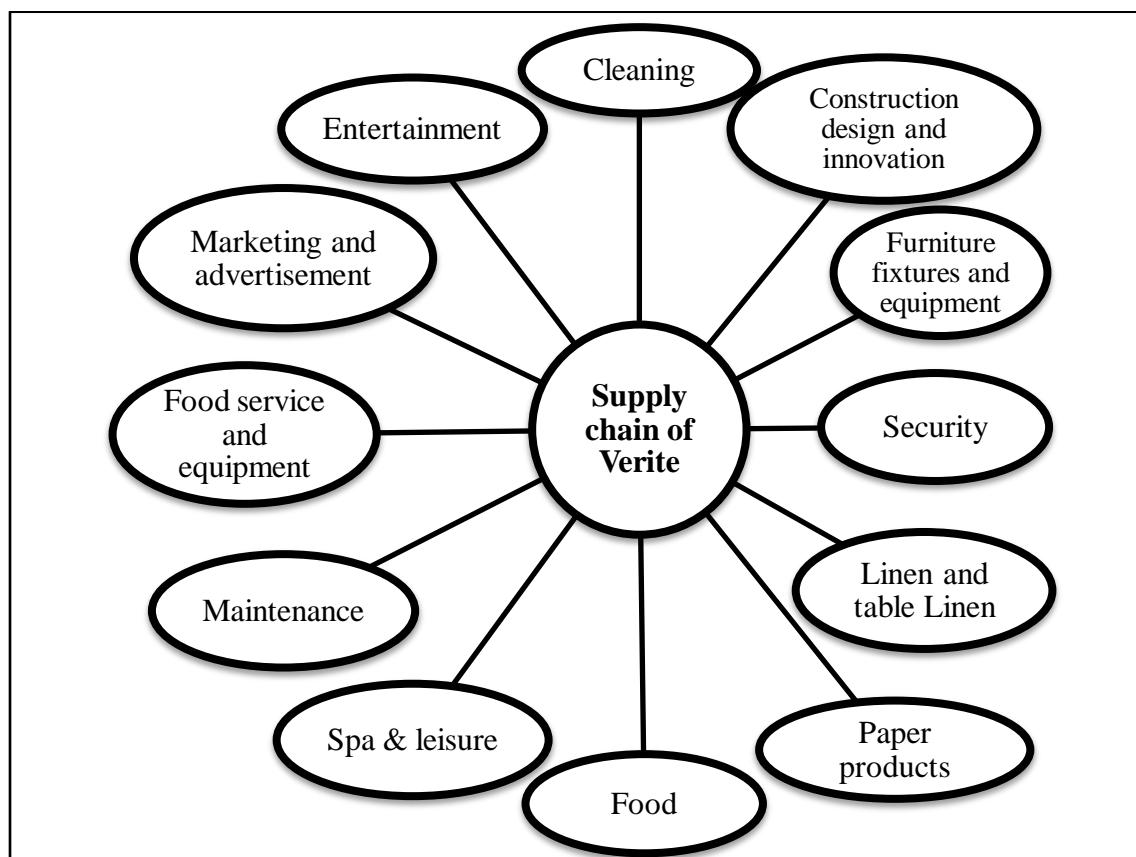 Cleaning
Construction
design and
innovation
Entertainment
Marketing and
advertisement
Furniture
fixtures and
equipment
Food service
and
equipment
Supply
chain of
Verite
Security
Maintenance
Linen and
table Linen
Spa & leisure
Paper
products
Food